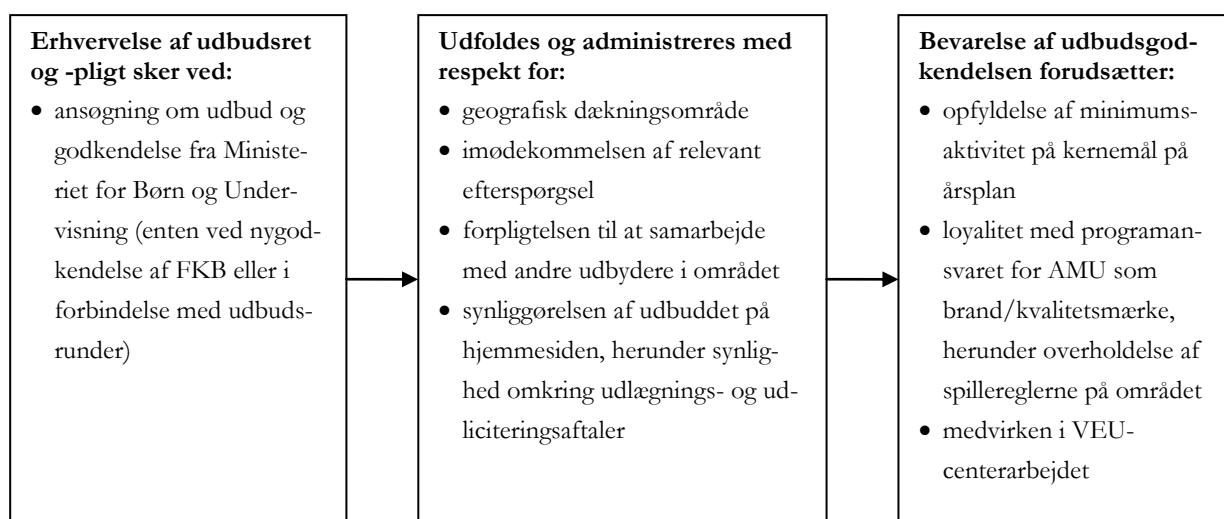 Erhvervelse af udbudsret
og -pligt sker ved:
• ansøgning om udbud og
godkendelse fra Ministe-
riet for Børn og Under-
visning (enten ved nygod-
kendelse af FKB eller i
forbindelse med udbuds-
runder)
Udfoldes og administreres med
respekt for:
• geografisk dækningsområde
• imødekommelsen af relevant
efterspørgsel
• forpligtelsen til at samarbejde
med andre udbydere i området
• synliggørelsen af udbuddet på
hjemmesiden, herunder synlig-
hed omkring udlægnings- og ud-
liciteringsaftaler
Bevarelse af udbudsgod-
kendelsen forudsætter:
• opfyldelse af minimums-
aktivitet på kernemål på
årsplan
• loyalitet med programan-
svaret for AMU som
brand/kvalitetsmærke,
herunder overholdelse af
spillereglerne på området
• medvirken i VEU-
centerarbejdet